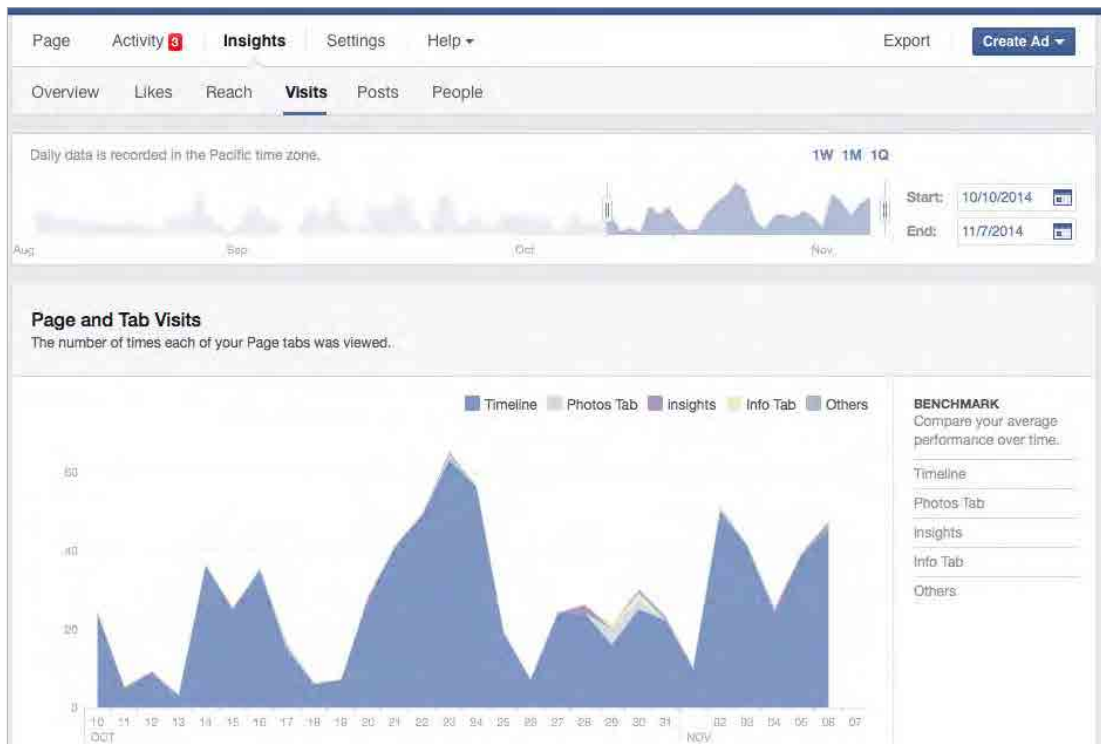 Page Activity 3 Insights Settings Help Export Create Ad
Overview Likes Reach Visits Posts People
Daily data is recorded in the Pacific time zone.
1W 1M 1Q
Start: 10/10/2014
End: 11/7/2014
Aug Sep Oct Nov
Page and Tab Visits
The number of times each of your Page tabs was viewed.
Timeline Photos Tab insights Info Tab Others
BENCHMARK
Compare your average
performance over time.
Timeline
Photos Tab
insights
Info Tab
Others
60
40
20
0
10 11 12 13 14 15 16 17 18 19 20 21 22 23 24 25 26 27 28 29 30 31 02 03 04 05 06 07
OCT NOV